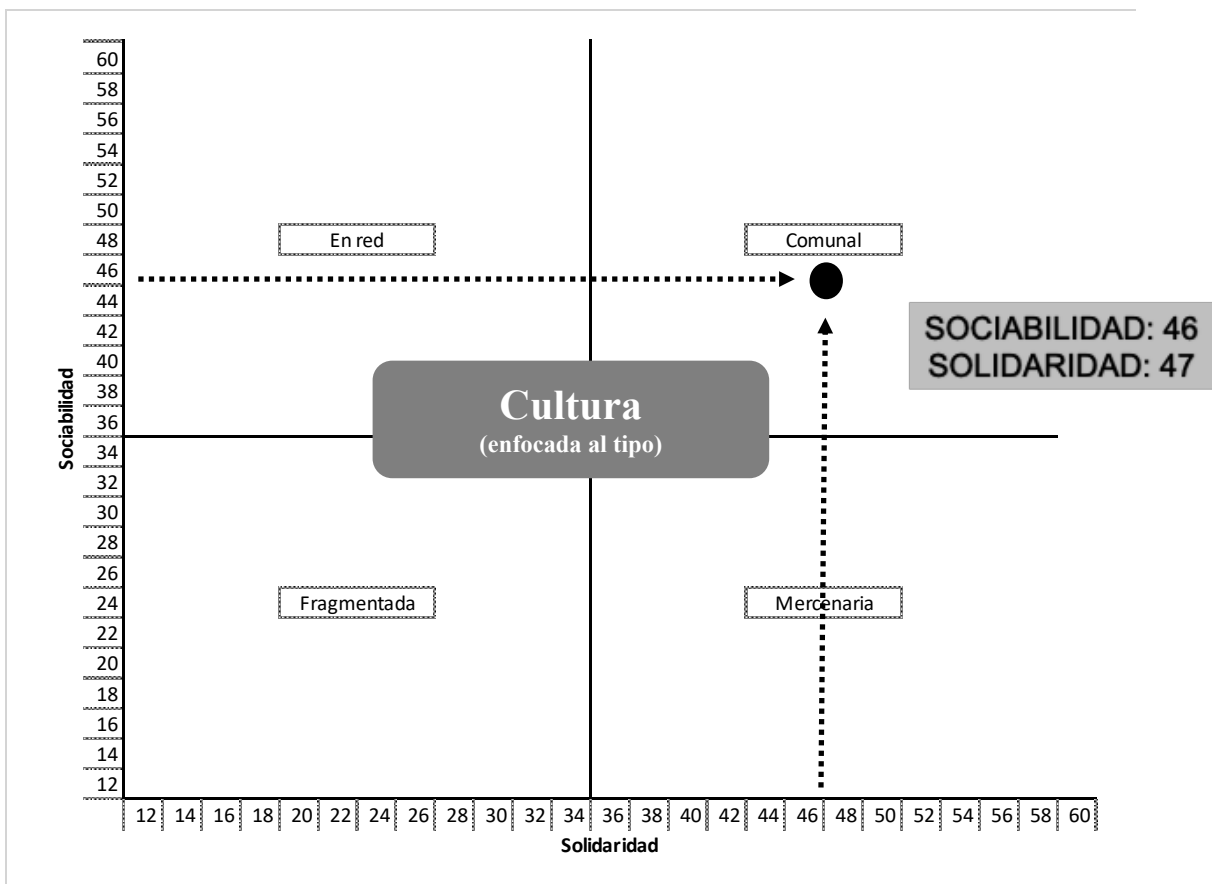 60
58
56
54
52
50
48
46
44
42
40
38
36
34
32
30
28
26
24
22
20
18
16
14
12
Sociabilidad
En red
Comunal
SOCIABILIDAD: 46
SOLIDARIDAD: 47
Cultura
(enfocada al tipo)
Fragmentada
Mercenaria
12 14 16 18 20 22 24 26 28 30 32 34 36 38 40 42 44 46 48 50 52 54 56 58 60
Solidaridad